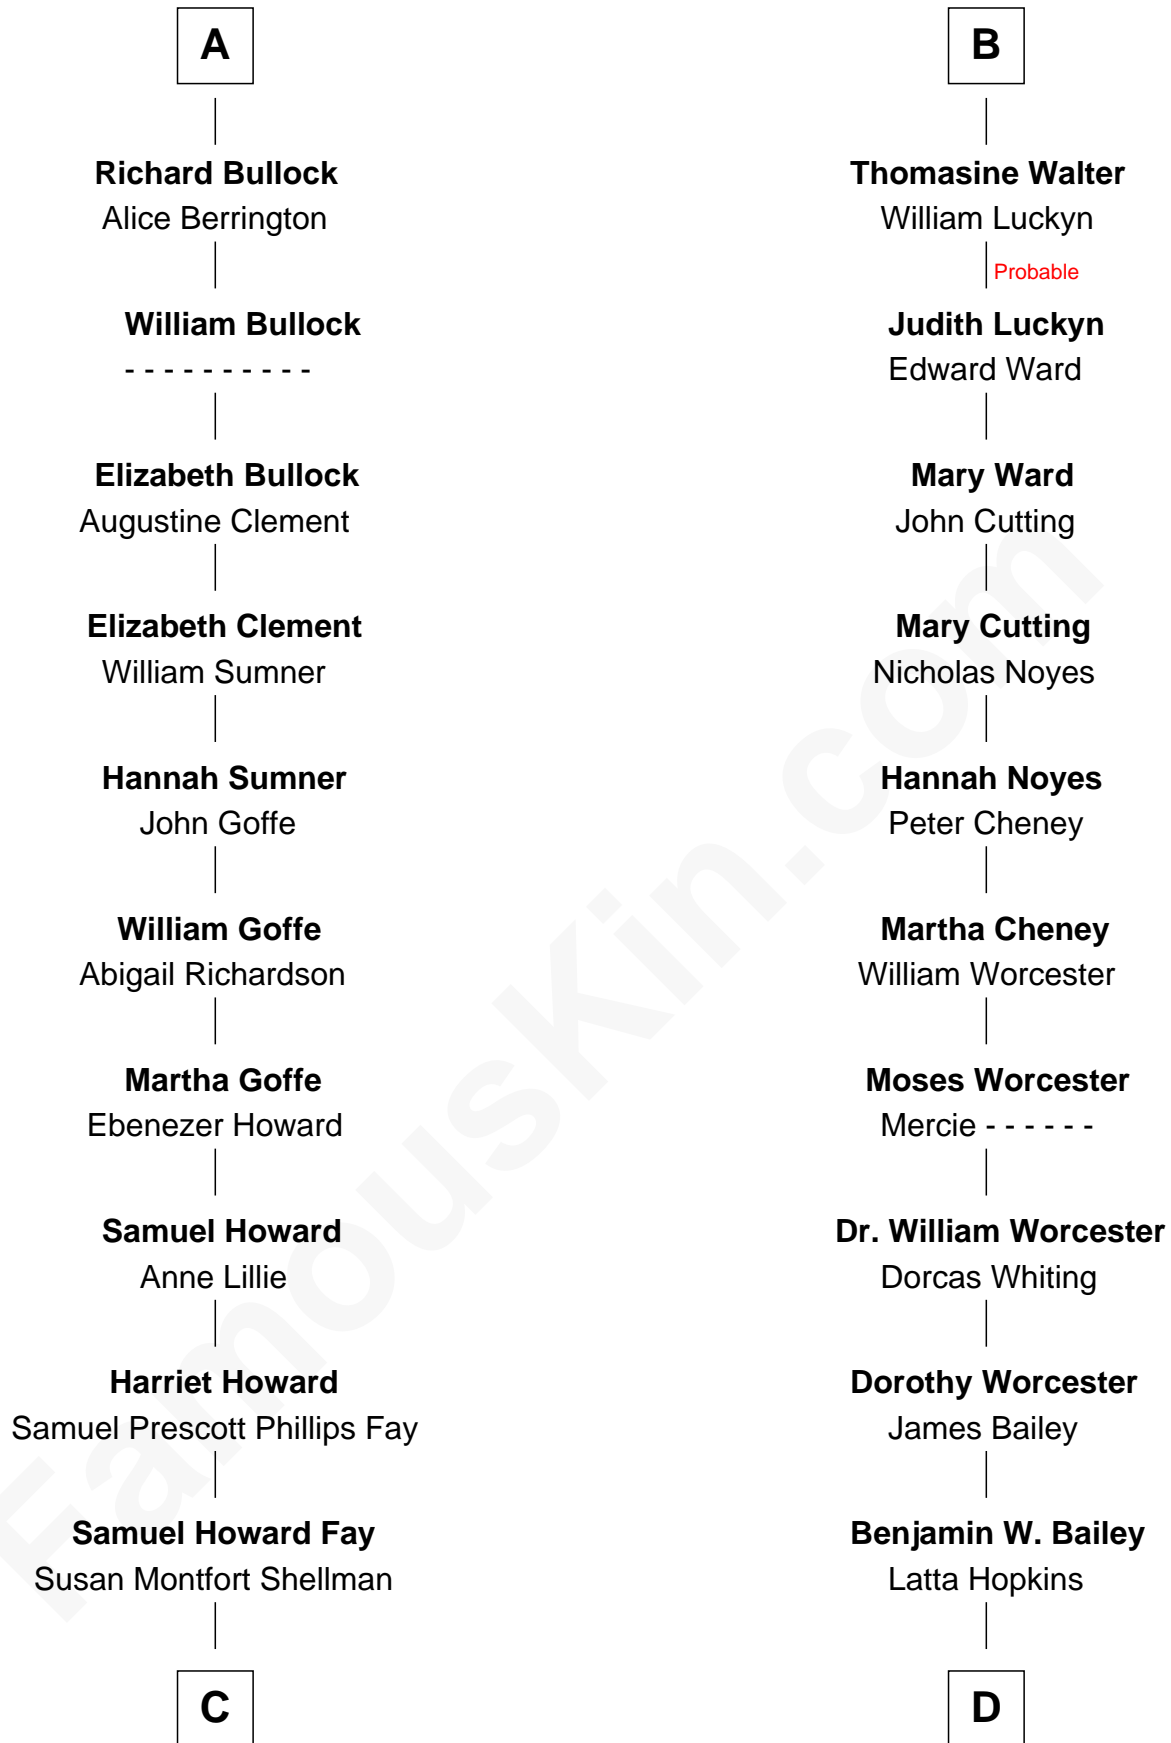 A
Richard Bullock
Alice Berrington
William Bullock
- - - - - - - - - -
Elizabeth Bullock
Augustine Clement
Elizabeth Clement
William Sumner
Hannah Sumner
John Goffe
William Goffe
Abigail Richardson
Martha Goffe
Ebenezer Howard
Samuel Howard
Anne Lillie
Harriet Howard
Samuel Prescott Phillips Fay
Samuel Howard Fay
Susan Montfort Shellman
C
B
Thomasine Walter
William Luckyn
Probable
Judith Luckyn
Edward Ward
Mary Ward
John Cutting
Mary Cutting
Nicholas Noyes
Hannah Noyes
Peter Cheney
Martha Cheney
William Worcester
Moses Worcester
Mercie - - - - - -
Dr. William Worcester
Dorcas Whiting
Dorothy Worcester
James Bailey
Benjamin W. Bailey
Latta Hopkins
D
FamousKin.com